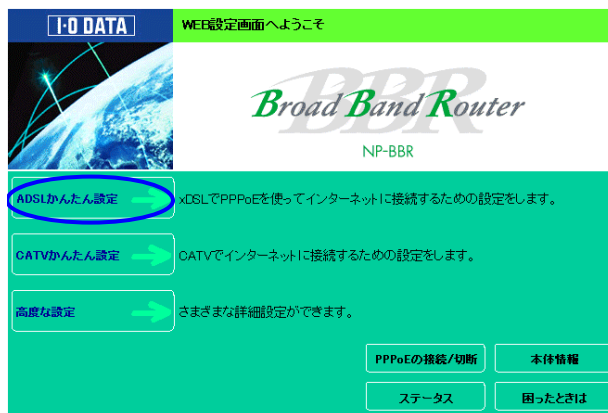 I-O DATA
WEB設定画面へようこそ
BBR
Broad Band Router
NP-BBR
ADSLかんたん設定
xDSLでPPPoEを使ってインターネットに接続するための設定をします。
CATVかんたん設定
CATVでインターネットに接続するための設定をします。
高度な設定
さまざまな詳細設定ができます。
PPPoEの接続/切断
本体情報
ステータス
困ったときは